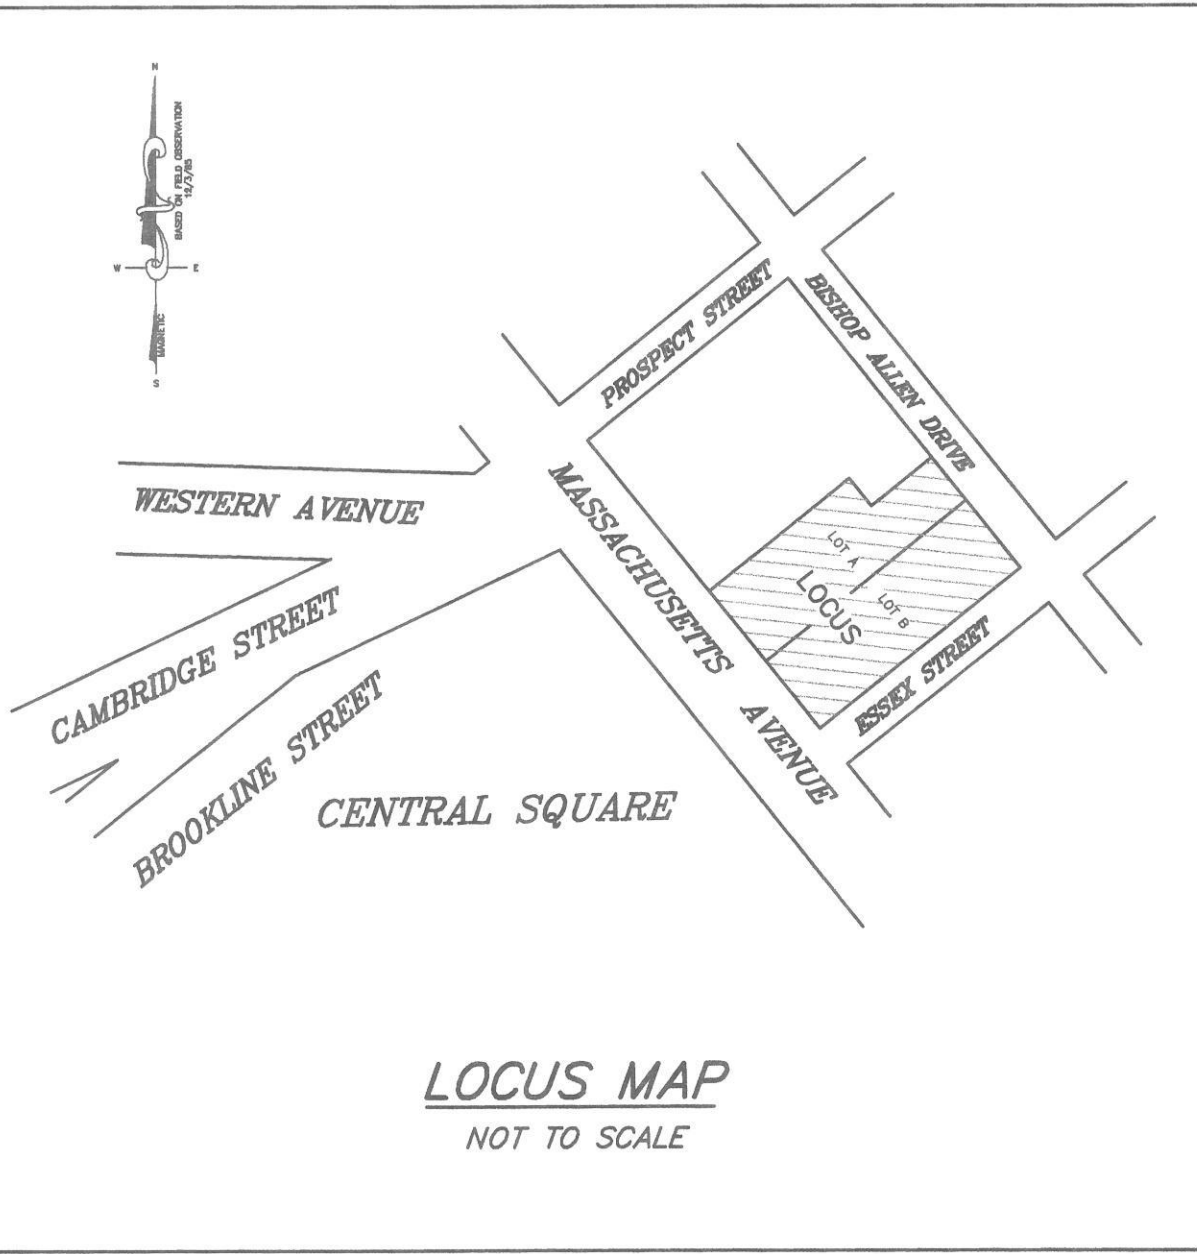 N
BASED ON FIELD OBSERVATION
12/3/85
W
E
MAGNETIC
S
PROSPECT STREET
BISHOP ALLEN DRIVE
WESTERN AVENUE
MASSACHUSETTS AVENUE
LOT A
LOCUS
LOT B
CAMBRIDGE STREET
ESSEX STREET
BROOKLINE STREET
CENTRAL SQUARE
LOCUS MAP
NOT TO SCALE